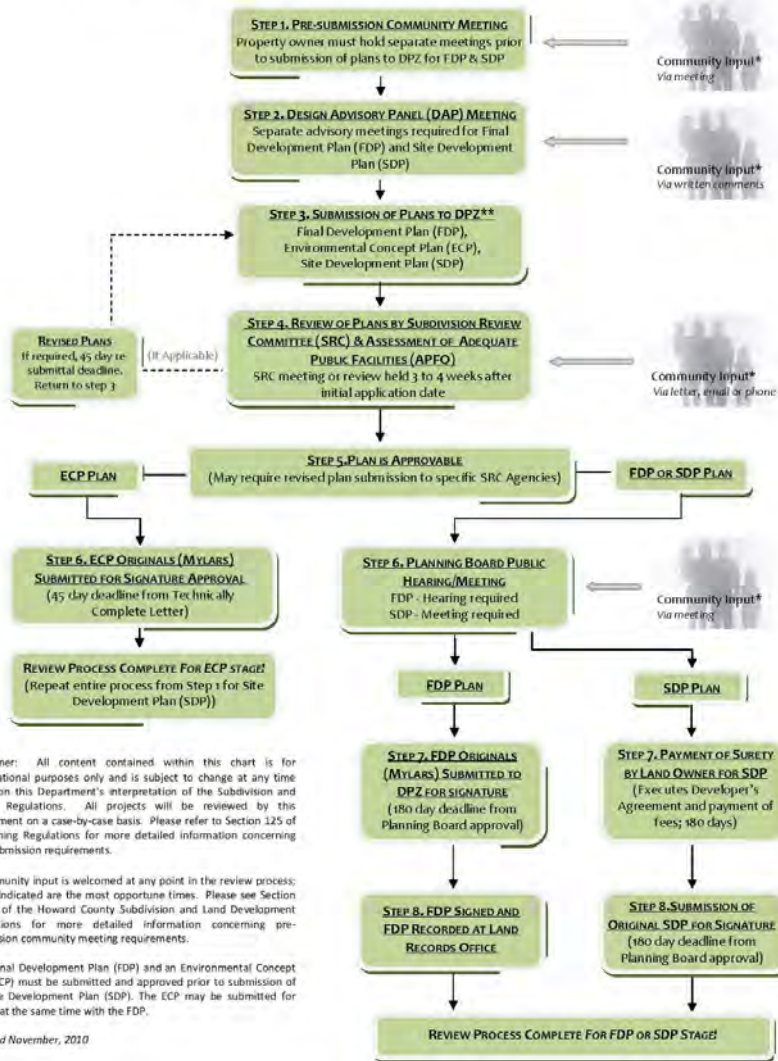 STEP 1. PRE-SUBMISSION COMMUNITY MEETING
Property owner must hold separate meetings prior
to submission of plans to DPZ for FDP & SDP
Community Input*
Via meeting
STEP 2. DESIGN ADVISORY PANEL (DAP) MEETING
Separate advisory meetings required for Final
Development Plan (FDP) and Site Development
Plan (SDP)
Community Input*
Via written comments
STEP 3. SUBMISSION OF PLANS TO DPZ**
Final Development Plan (FDP),
Environmental Concept Plan (ECP),
Site Development Plan (SDP)
REVISED PLANS
If required, 45 day re
submittal deadline.
Return to step 3
(If Applicable)
STEP 4. REVIEW OF PLANS BY SUBDIVISION REVIEW
COMMITTEE (SRC) & ASSESSMENT OF ADEQUATE
PUBLIC FACILITIES (APFO)
SRC meeting or review held 3 to 4 weeks after
initial application date
Community Input*
Via letter, email or phone
STEP 5.PLAN IS APPROVABLE
(May require revised plan submission to specific SRC Agencies)
ECP PLAN
FDP OR SDP PLAN
STEP 6. ECP ORIGINALS (MYLARS)
SUBMITTED FOR SIGNATURE APPROVAL
(45 day deadline from Technically
Complete Letter)
STEP 6. PLANNING BOARD PUBLIC
HEARING/MEETING
FDP - Hearing required
SDP - Meeting required
Community Input*
Via meeting
REVIEW PROCESS COMPLETE FOR ECP STAGE!
(Repeat entire process from Step 1 for Site
Development Plan (SDP))
FDP PLAN
SDP PLAN
STEP 7. FDP ORIGINALS
(MYLARS) SUBMITTED TO
DPZ FOR SIGNATURE
(180 day deadline from
Planning Board approval)
STEP 7. PAYMENT OF SURETY
BY LAND OWNER FOR SDP
(Executes Developer's
Agreement and payment of
fees; 180 days)
STEP 8. FDP SIGNED AND
FDP RECORDED AT LAND
RECORDS OFFICE
STEP 8.SUBMISSION OF
ORIGINAL SDP FOR SIGNATURE
(180 day deadline from
Planning Board approval)
REVIEW PROCESS COMPLETE FOR FDP OR SDP STAGE!
mer: All content contained within this chart is for
ational purposes only and is subject to change at any time
on this Department's interpretation of the Subdivision and
Regulations. All projects will be reviewed by this
ment on a case-by-case basis. Please refer to Section 125 of
ning Regulations for more detailed information concerning
bmission requirements.
munity input is welcomed at any point in the review process;
indicated are the most opportune times. Please see Section
of the Howard County Subdivision and Land Development
ions for more detailed information concerning pre-
sion community meeting requirements.
nal Development Plan (FDP) and an Environmental Concept
ECP) must be submitted and approved prior to submission of
e Development Plan (SDP). The ECP may be submitted for
at the same time with the FDP.
d November, 2010